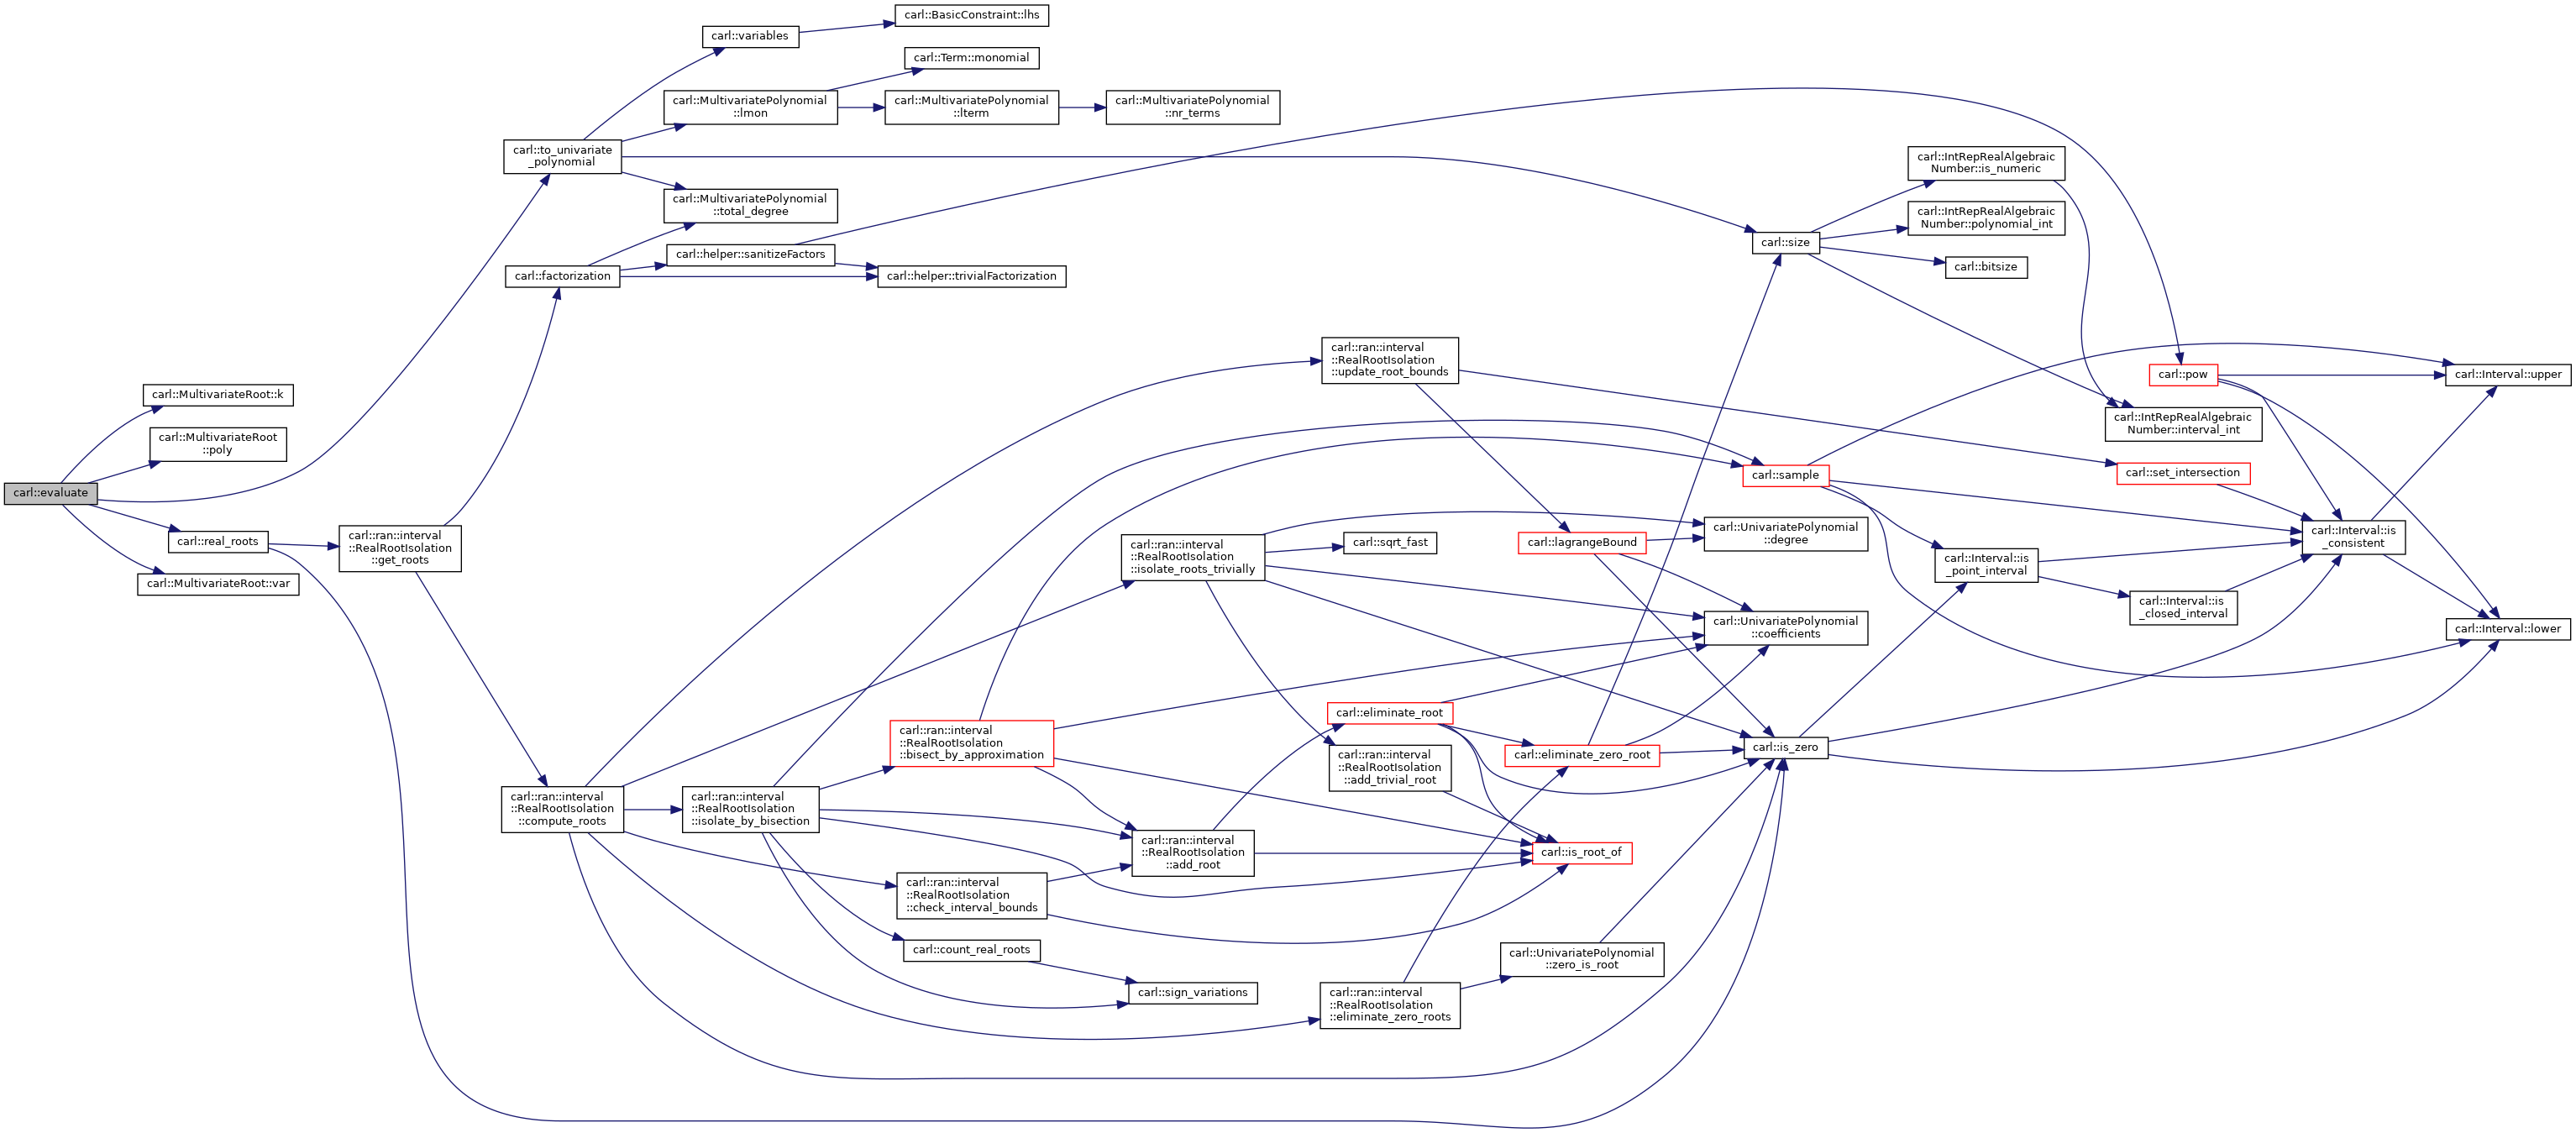 carl::evaluate
carl::MultivariateRoot::k
carl::MultivariateRoot
::poly
carl::real_roots
carl::MultivariateRoot::var
carl::ran::interval
::RealRootIsolation
::get_roots
carl::to_univariate
_polynomial
carl::factorization
carl::ran::interval
::RealRootIsolation
::compute_roots
carl::variables
carl::MultivariatePolynomial
::lmon
carl::MultivariatePolynomial
::total_degree
carl::helper::sanitizeFactors
carl::ran::interval
::RealRootIsolation
::isolate_by_bisection
carl::BasicConstraint::lhs
carl::Term::monomial
carl::MultivariatePolynomial
::lterm
carl::helper::trivialFactorization
carl::ran::interval
::RealRootIsolation
::bisect_by_approximation
carl::ran::interval
::RealRootIsolation
::check_interval_bounds
carl::count_real_roots
carl::MultivariatePolynomial
::nr_terms
carl::ran::interval
::RealRootIsolation
::isolate_roots_trivially
carl::ran::interval
::RealRootIsolation
::add_root
carl::sign_variations
carl::ran::interval
::RealRootIsolation
::update_root_bounds
carl::sqrt_fast
carl::eliminate_root
carl::ran::interval
::RealRootIsolation
::add_trivial_root
carl::ran::interval
::RealRootIsolation
::eliminate_zero_roots
carl::lagrangeBound
carl::eliminate_zero_root
carl::is_root_of
carl::UnivariatePolynomial
::zero_is_root
carl::size
carl::sample
carl::UnivariatePolynomial
::degree
carl::UnivariatePolynomial
::coefficients
carl::is_zero
carl::IntRepRealAlgebraic
Number::is_numeric
carl::IntRepRealAlgebraic
Number::polynomial_int
carl::bitsize
carl::Interval::is
_point_interval
carl::pow
carl::IntRepRealAlgebraic
Number::interval_int
carl::set_intersection
carl::Interval::is
_closed_interval
carl::Interval::is
_consistent
carl::Interval::upper
carl::Interval::lower